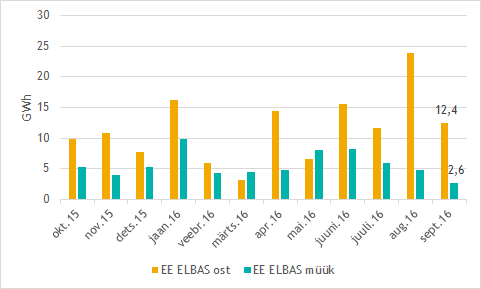 30
25
20
15
10
5
0
GWh
12,4
2,6
okt.15
nov.15
dets.15
jaan.16
veebr.16
märts.16
apr.16
mai.16
juuni.16
juuli.16
aug.16
sept.16
EE ELBAS ost
EE ELBAS müük